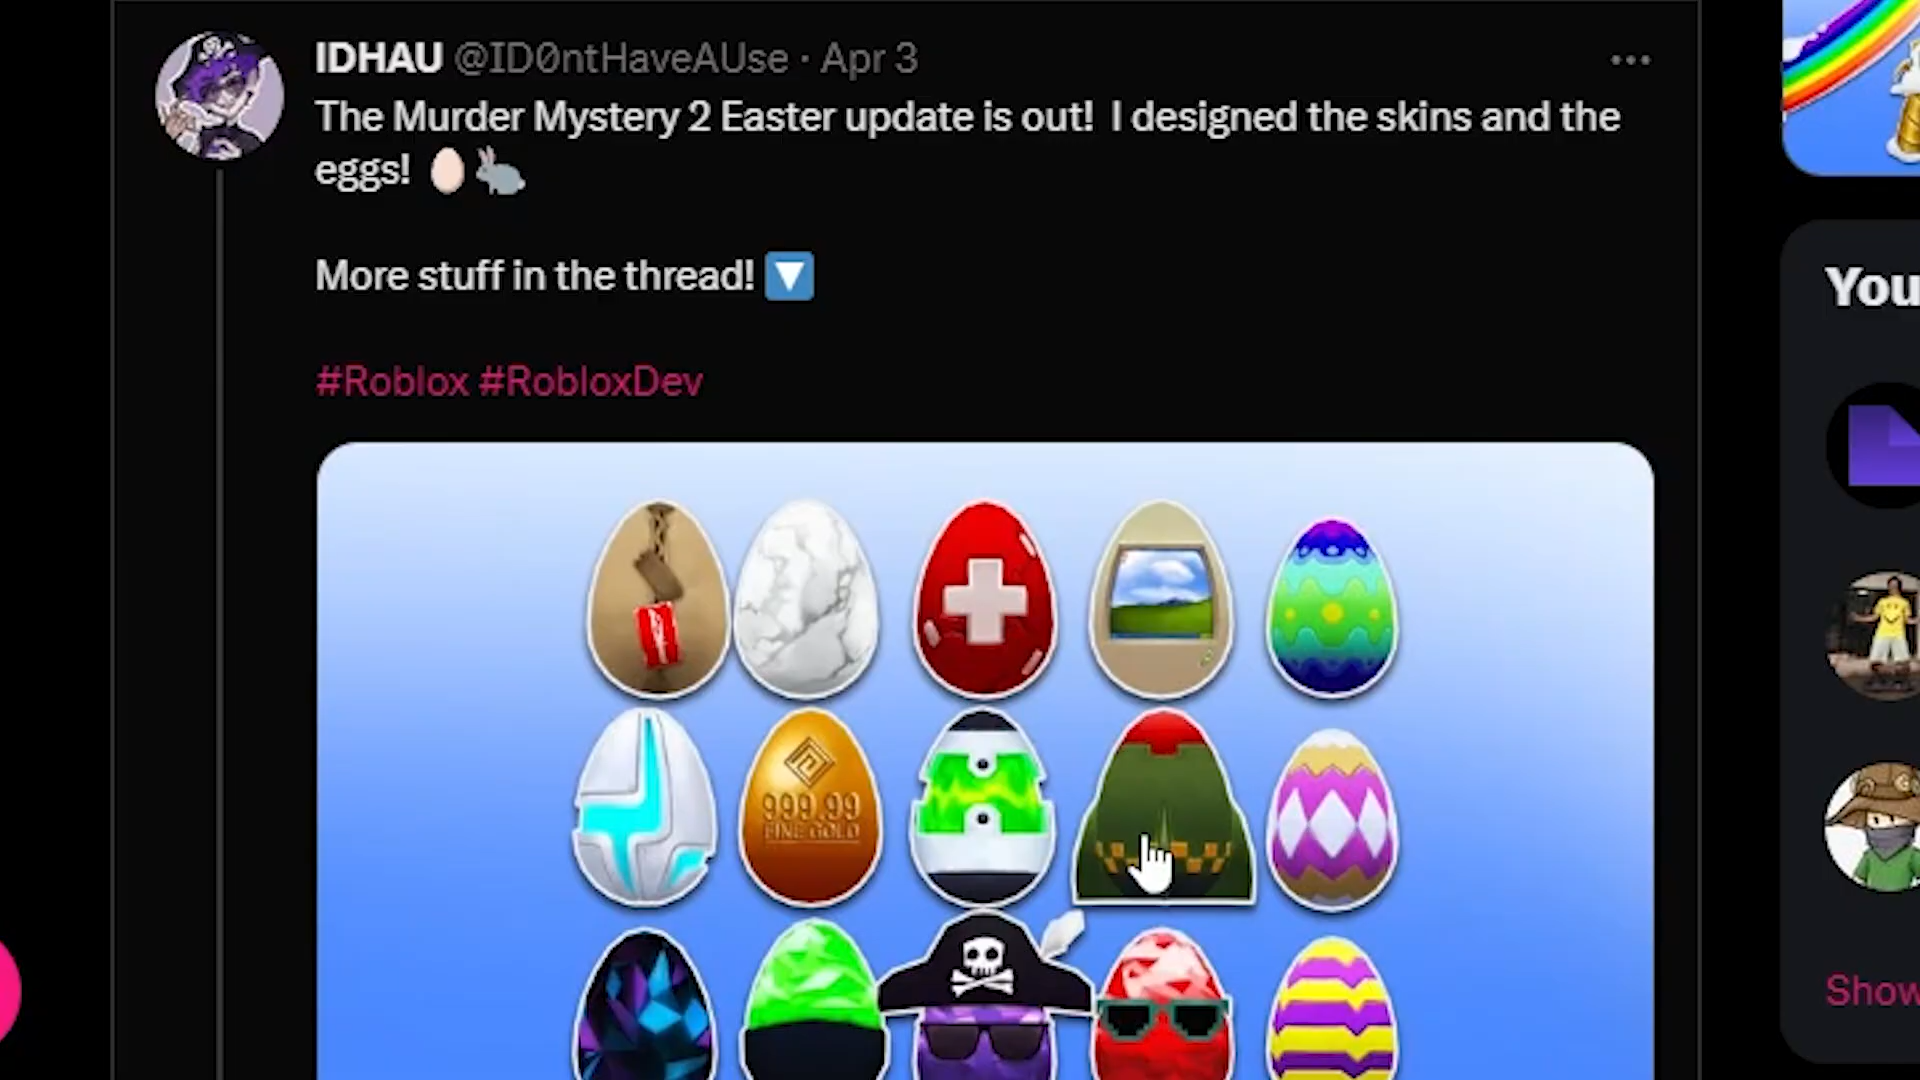 IDHAU @ID0ntHaveAUse · Apr 3
The Murder Mystery 2 Easter update is out! I designed the skins and the
eggs! 🥚🐇
More stuff in the thread! 🔽
#Roblox #RobloxDev
You
999.99
FINE GOLD
Show